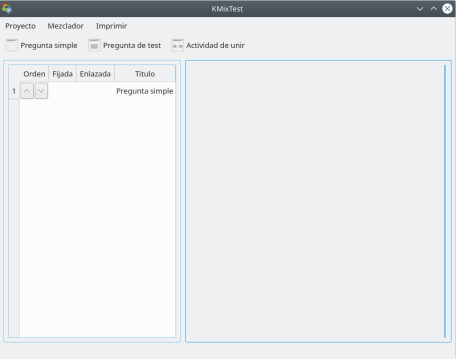 KMixTest
Proyecto Mezclador Imprimir
Pregunta simple Pregunta de test Actividad de unir
Orden Fijada Enlazada Titulo
1 Pregunta simple